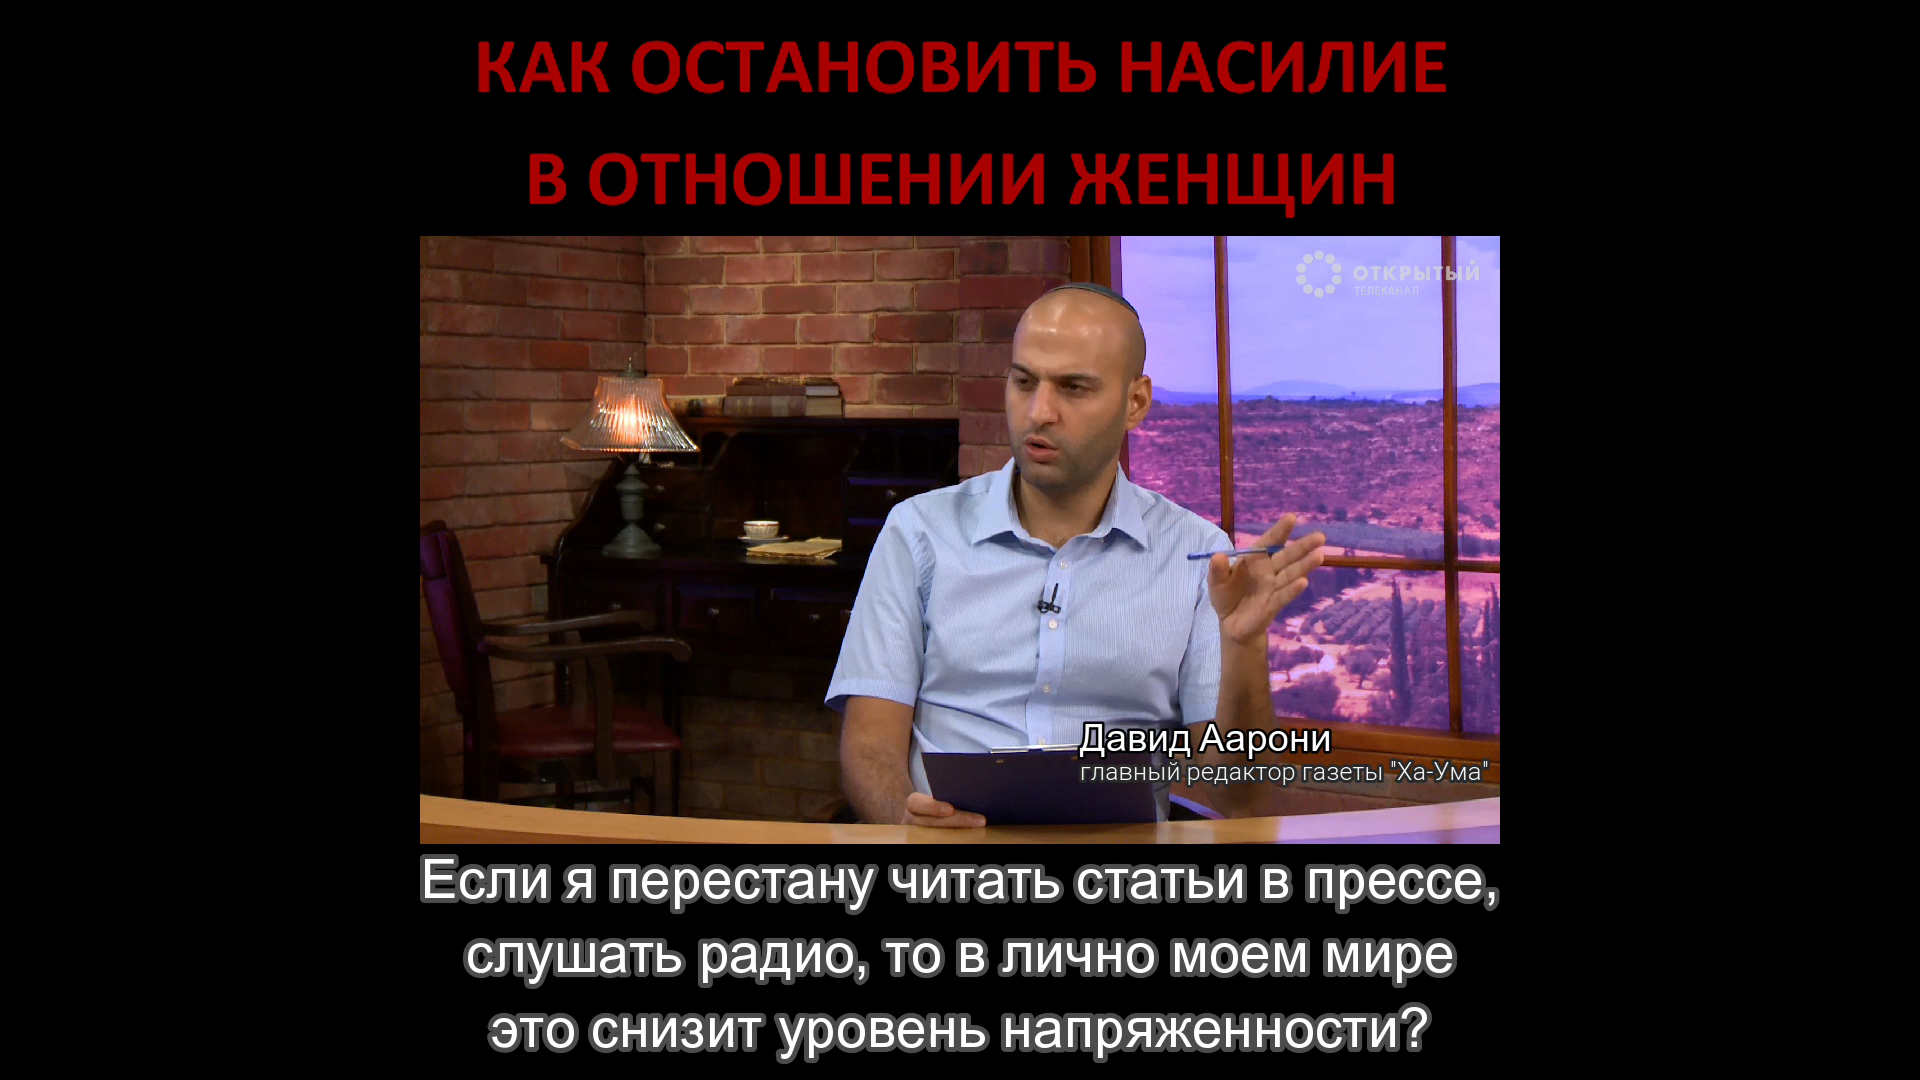 КАК ОСТАНОВИТЬ НАСИЛИЕ
В ОТНОШЕНИИ ЖЕНЩИН
ОТКРЫТЫЙ
ТЕЛЕКАНАЛ
Давид Аарони
главный редактор газеты "Ха-Ума"
Если я перестану читать статьи в прессе,
слушать радио, то в лично моем мире
это снизит уровень напряженности?